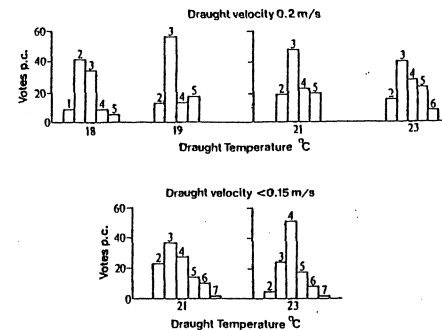 Draught velocity 0.2 m/s
Votes p.c.
60
40
20
0
1 2 3 4 5
2 3 4 5
2 3 4 5
2 3 4 5 6
18 19 21 23
Draught Temperature °C
Draught velocity <0.15 m/s
Votes p.c.
60
40
20
0
2 3 4 5 6 7
2 3 4 5 6 7
21 23
Draught Temperature °C